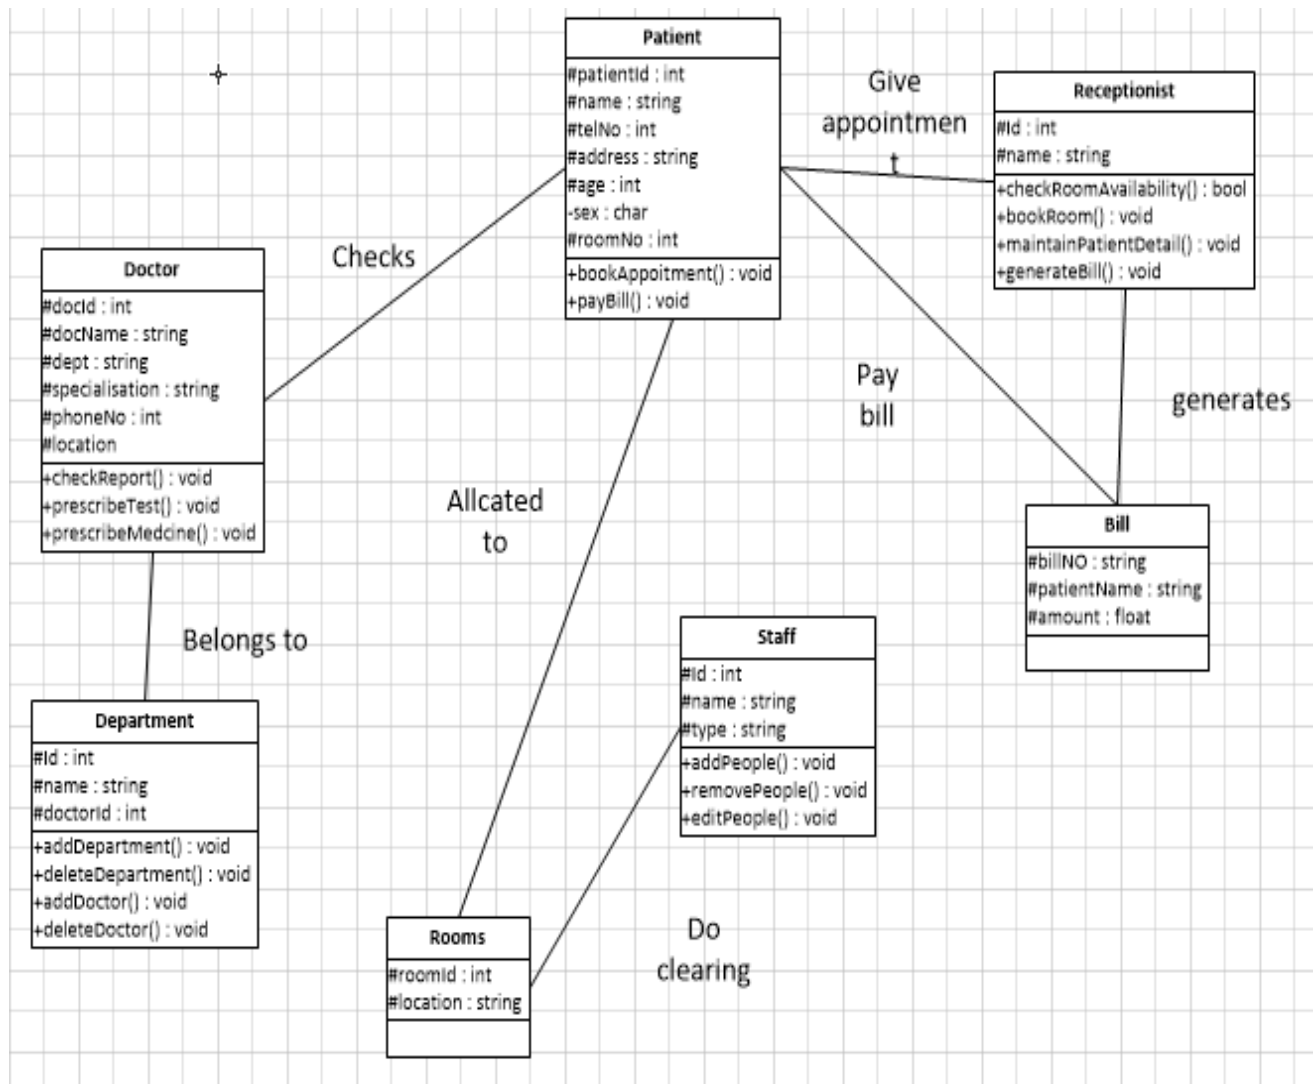 Patient
#patientId : int
#name : string
#telNo : int
#address : string
#age : int
-sex : char
#roomNo : int
+bookAppoitment() : void
+payBill() : void
Give
appointmen
t
Receptionist
#Id : int
#name : string
+checkRoomAvailability() : bool
+bookRoom() : void
+maintainPatientDetail() : void
+generateBill() : void
Checks
Doctor
#docId : int
#docName : string
#dept : string
#specialisation : string
#phoneNo : int
#location
+checkReport() : void
+prescribeTest() : void
+prescribeMedcine() : void
Pay
bill
generates
Allcated
to
Bill
#billNO : string
#patientName : string
#amount : float
Belongs to
Staff
#Id : int
#name : string
#type : string
+addPeople() : void
+removePeople() : void
+editPeople() : void
Department
#Id : int
#name : string
#doctorId : int
+addDepartment() : void
+deleteDepartment() : void
+addDoctor() : void
+deleteDoctor() : void
Rooms
#roomId : int
#location : string
Do
clearing